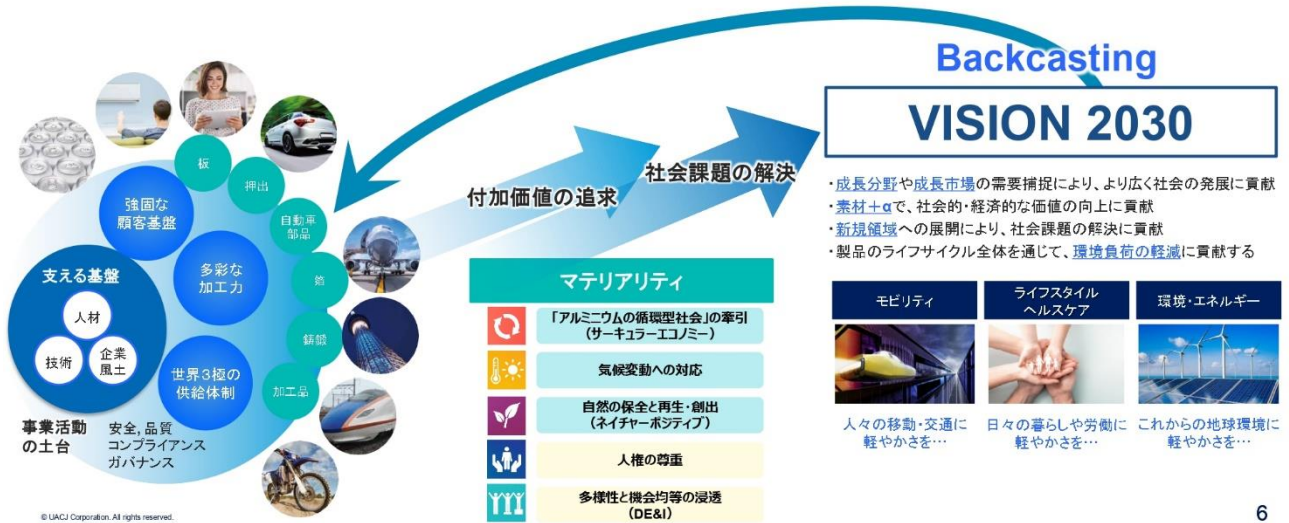 Backcasting
VISION 2030
・成長分野や成長市場の需要捕捉により、より広く社会の発展に貢献
・素材+αで、社会的・経済的な価値の向上に貢献
・新規領域への展開により、社会課題の解決に貢献
・製品のライフサイクル全体を通じて、環境負荷の軽減に貢献する
モビリティ
ライフスタイル
ヘルスケア
環境・エネルギー
人々の移動・交通に
軽やかさを…
日々の暮らしや労働に
軽やかさを…
これからの地球環境に
軽やかさを…
社会課題の解決
付加価値の追求
マテリアリティ
「アルミニウムの循環型社会」の牽引
(サーキュラーエコノミー)
気候変動への対応
自然の保全と再生・創出
(ネイチャーポジティブ)
人権の尊重
多様性と機会均等の浸透
(DE&I)
板
押出
自動車
部品
箔
鋳鍛
加工品
強固な
顧客基盤
多彩な
加工力
世界3極の
供給体制
支える基盤
人材
技術
企業
風土
事業活動
の土台
安全, 品質
コンプライアンス
ガバナンス
© UACJ Corporation. All rights reserved.
6